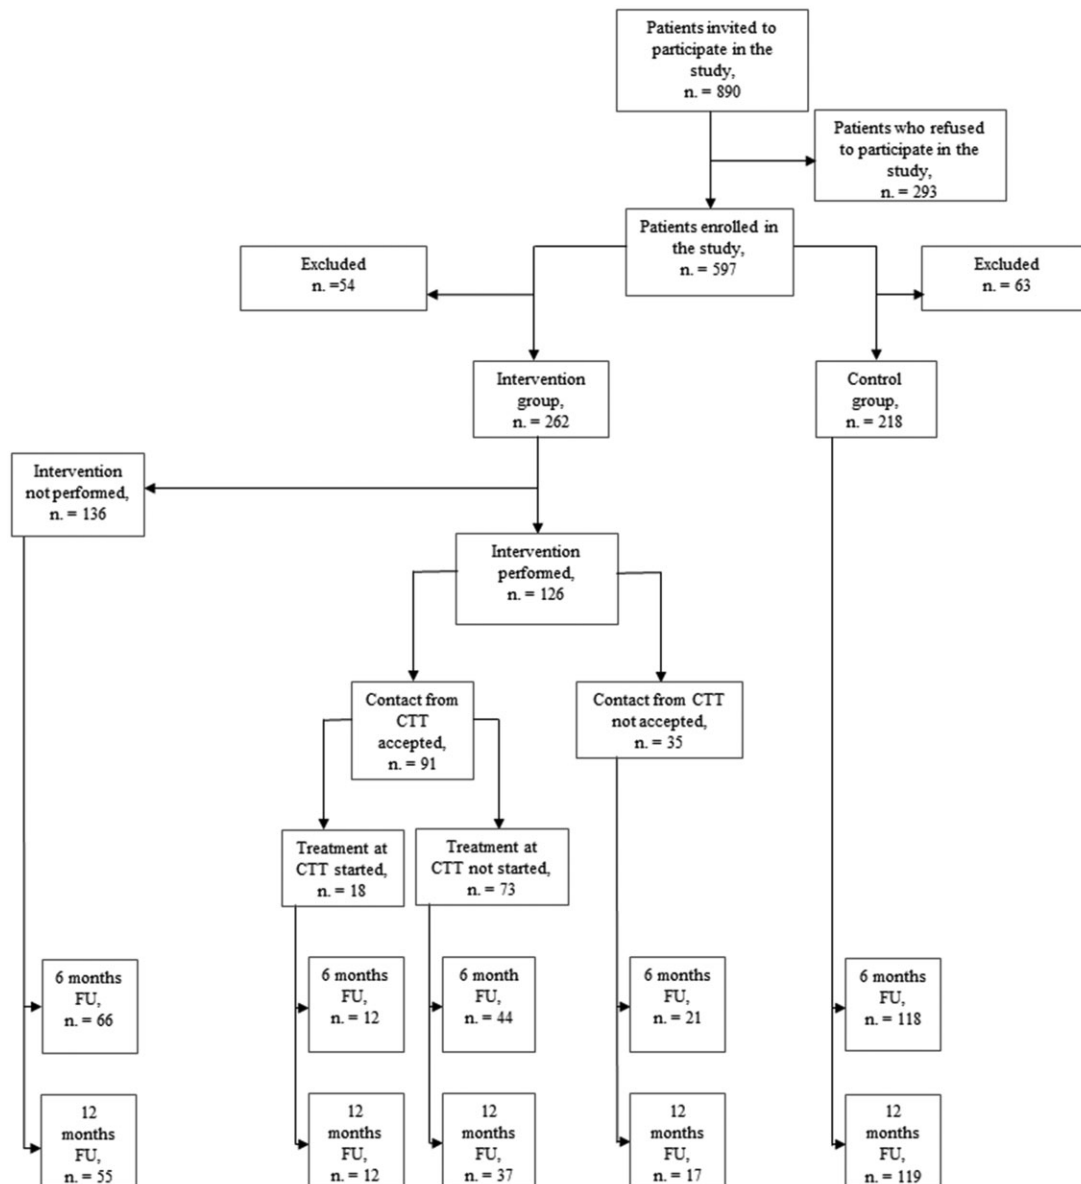 Patients invited to
participate in the
study,
n. = 890
Patients who refused
to participate in the
study,
n. = 293
Patients enrolled in
the study,
n. = 597
Excluded
n. =54
Excluded
n. = 63
Intervention
group,
n. = 262
Control
group,
n. = 218
Intervention
not performed,
n. = 136
Intervention
performed,
n. = 126
Contact from
CTT
accepted,
n. = 91
Contact from CTT
not accepted,
n. = 35
Treatment at
CTT started,
n. = 18
Treatment at
CTT not started,
n. = 73
6 months
FU,
n. = 66
6 months
FU,
n. = 12
6 month
FU,
n. = 44
6 months
FU,
n. = 21
6 months
FU,
n. = 118
12
months
FU,
n. = 55
12
months
FU,
n. = 12
12
months
FU,
n. = 37
12
months
FU,
n. = 17
12
months
FU,
n. = 119